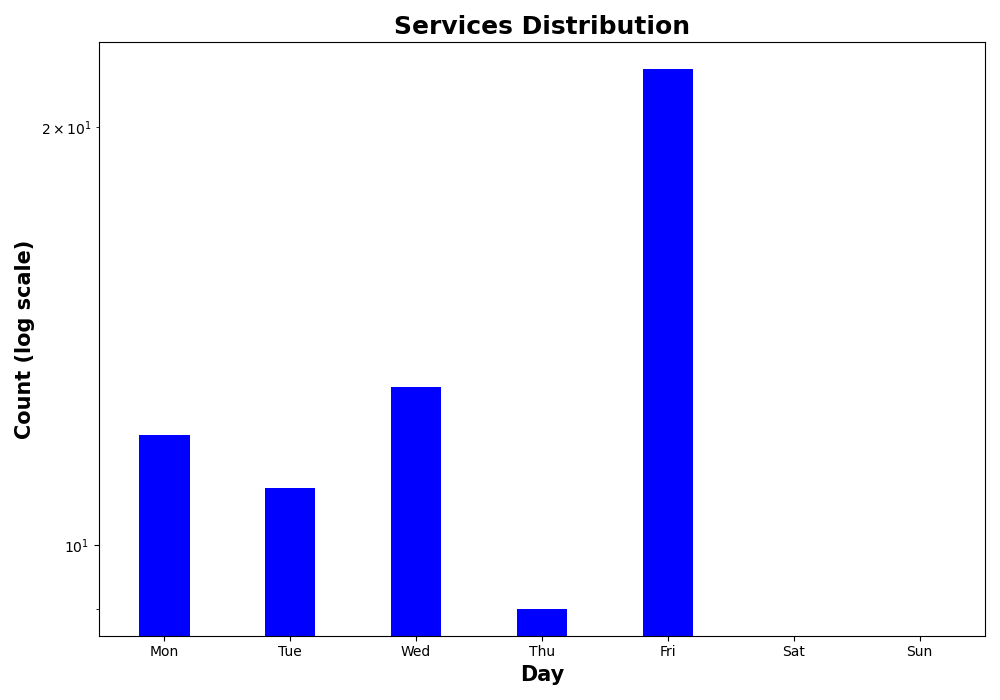 Services Distribution
Count (log scale)
2 × 10¹
10¹
Mon Tue Wed Thu Fri Sat Sun
Day